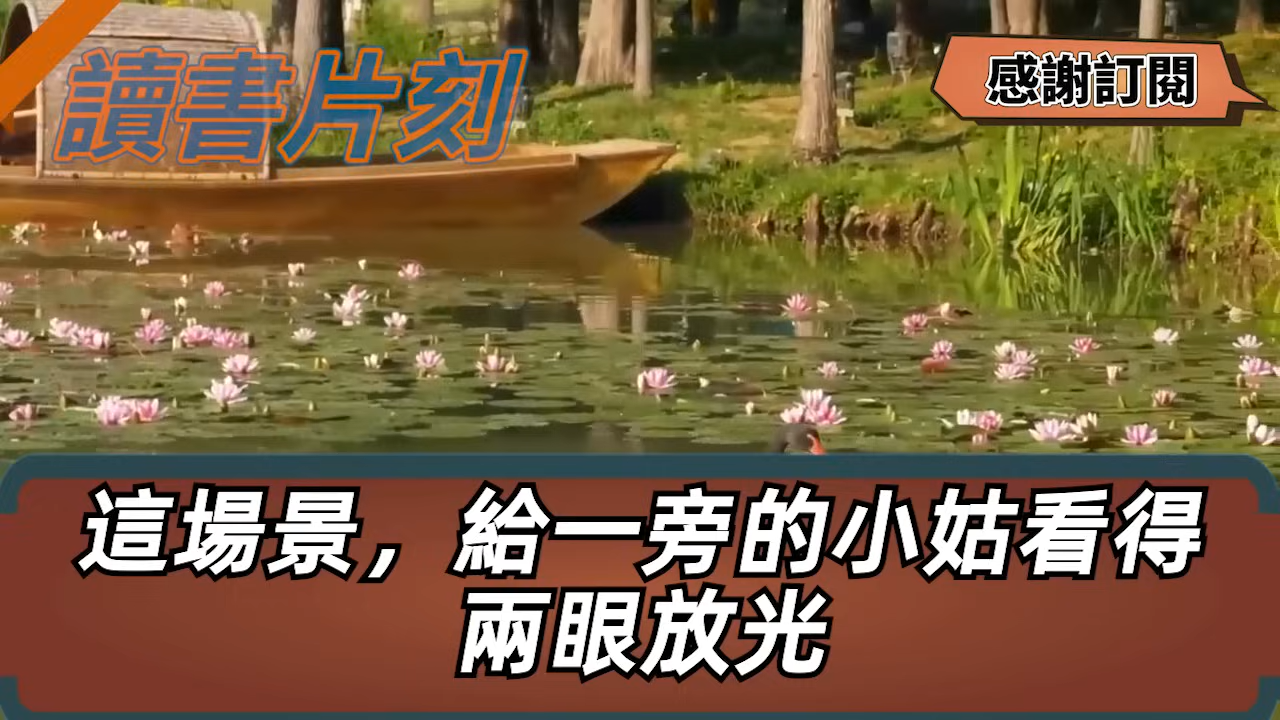 讀書片刻
感謝訂閱
這場景，給一旁的小姑看得
兩眼放光